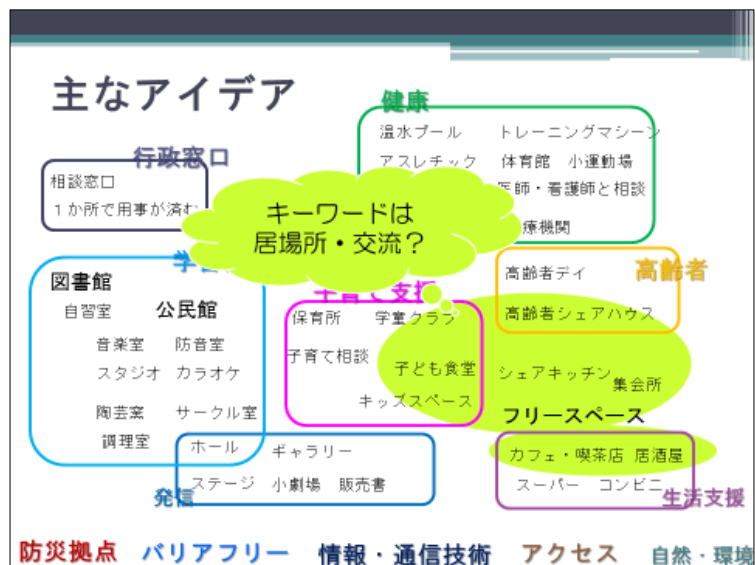 主なアイデア
健康
温水プール トレーニングマシーン
アスレチック 体育館 小運動場
医師・看護師と相談
療機関
行政窓口
相談窓口
1か所で用事が済む
キーワードは
居場所・交流？
図書館
自習室 公民館
音楽室 防音室
スタジオ カラオケ
陶芸窯 サークル室
調理室
子育て支援
保育所 学童クラブ
子育て相談
子ども食堂
キッズスペース
高齢者
高齢者デイ
高齢者シェアハウス
シェアキッチン
集会所
フリースペース
ホール ギャラリー
ステージ 小劇場 販売書
発信
カフェ・喫茶店 居酒屋
スーパー コンビニ
生活支援
防災拠点 バリアフリー 情報・通信技術 アクセス 自然・環境